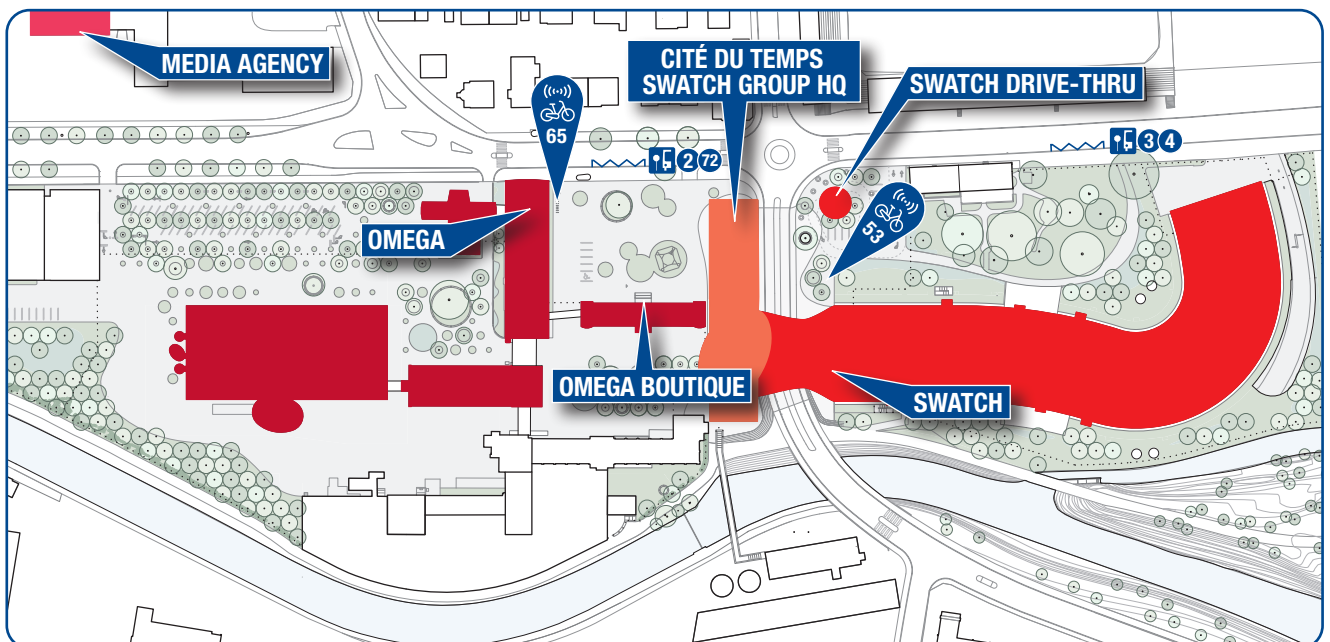 MEDIA AGENCY
CITÉ DU TEMPS
SWATCH GROUP HQ
SWATCH DRIVE-THRU
65
2 72
3 4
53
OMEGA
OMEGA BOUTIQUE
SWATCH